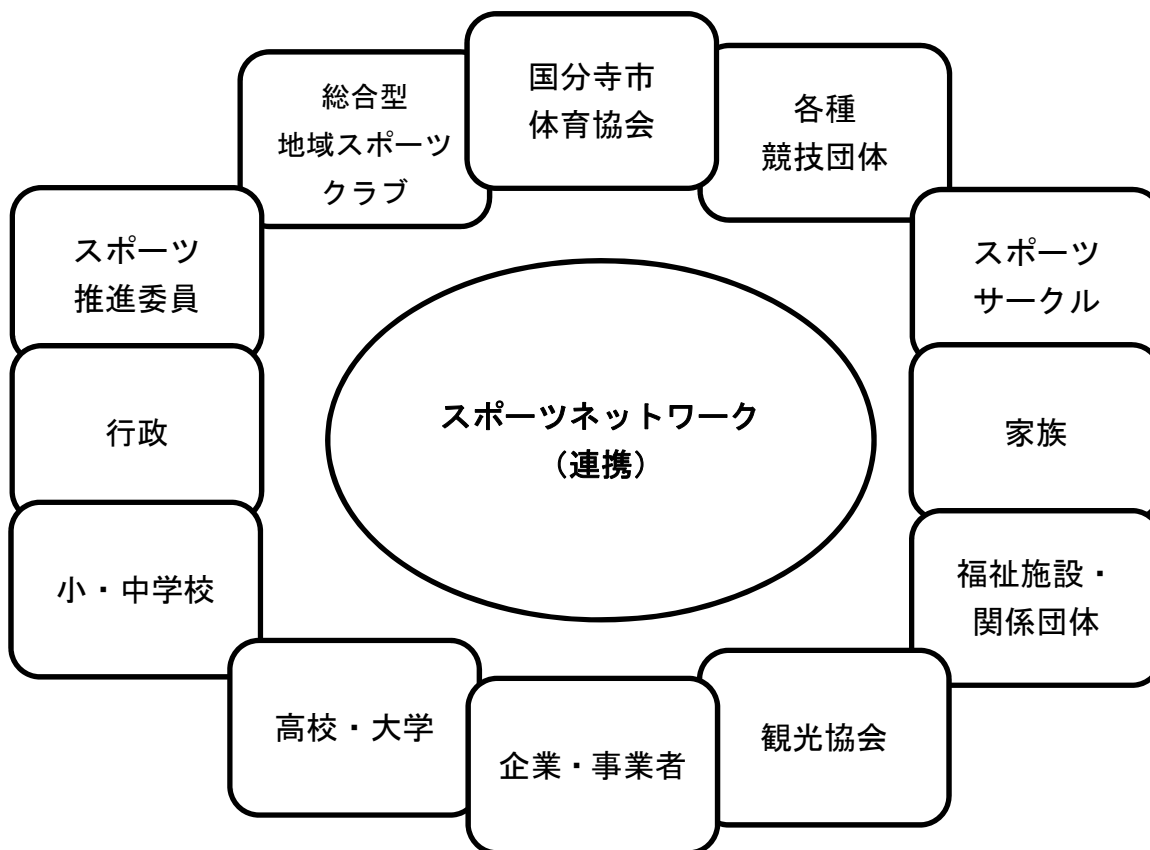 国分寺市
体育協会
総合型
地域スポーツ
クラブ
各種
競技団体
スポーツ
推進委員
スポーツ
サークル
行政
スポーツネットワーク
（連携）
家族
小・中学校
福祉施設・
関係団体
高校・大学
企業・事業者
観光協会